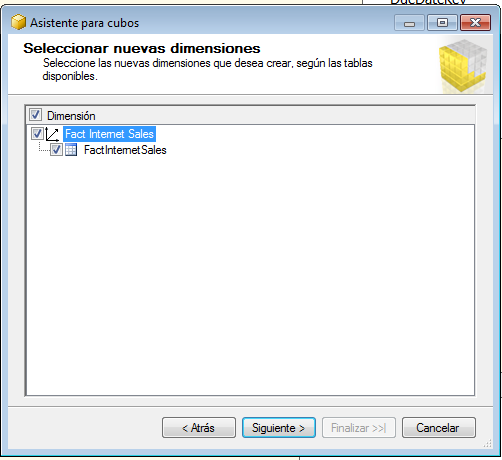 DueDateKey
Asistente para cubos
Seleccionar nuevas dimensiones
Seleccione las nuevas dimensiones que desea crear, según las tablas
disponibles.
Dimensión
Fact Internet Sales
FactInternetSales
< Atrás
Siguiente >
Finalizar >>|
Cancelar